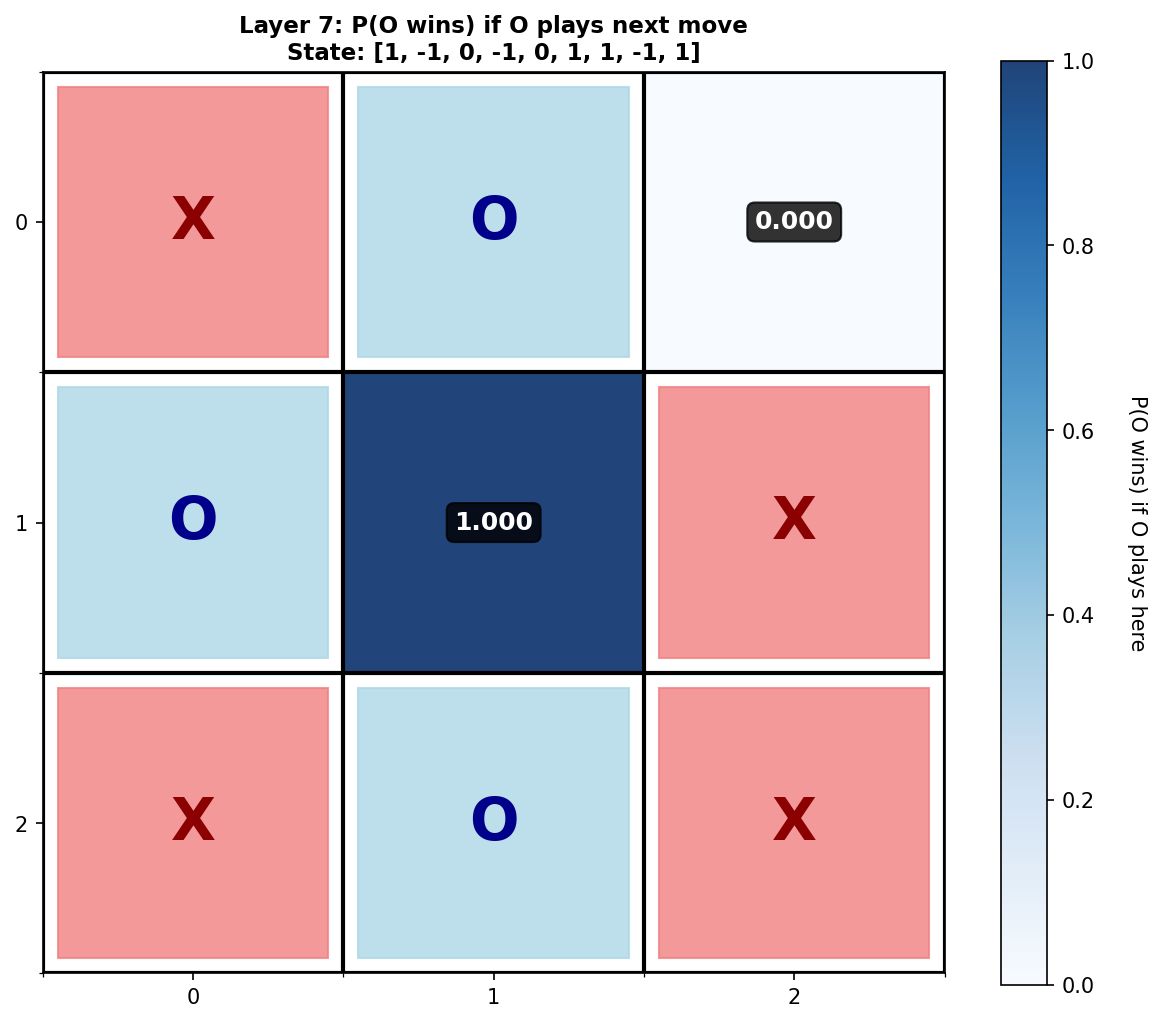 Layer 7: P(O wins) if O plays next move
State: [1, -1, 0, -1, 0, 1, 1, -1, 1]
0
X
O
0.000
1
O
1.000
X
2
X
O
X
0
1
2
1.0
0.8
0.6
0.4
0.2
0.0
P(O wins) if O plays here